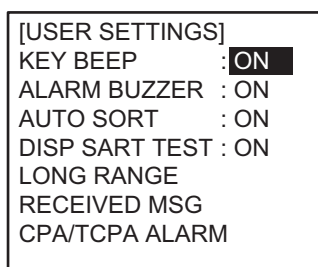 [USER SETTINGS]
KEY BEEP : ON
ALARM BUZZER : ON
AUTO SORT : ON
DISP SART TEST : ON
LONG RANGE
RECEIVED MSG
CPA/TCPA ALARM